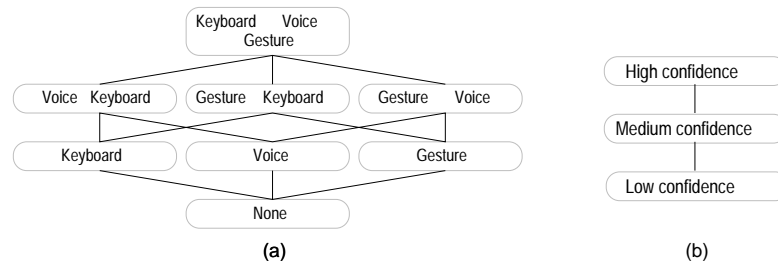 Keyboard Voice
Gesture
Voice Keyboard
Gesture Keyboard
Gesture Voice
Keyboard
Voice
Gesture
None
(a)
High confidence
Medium confidence
Low confidence
(b)